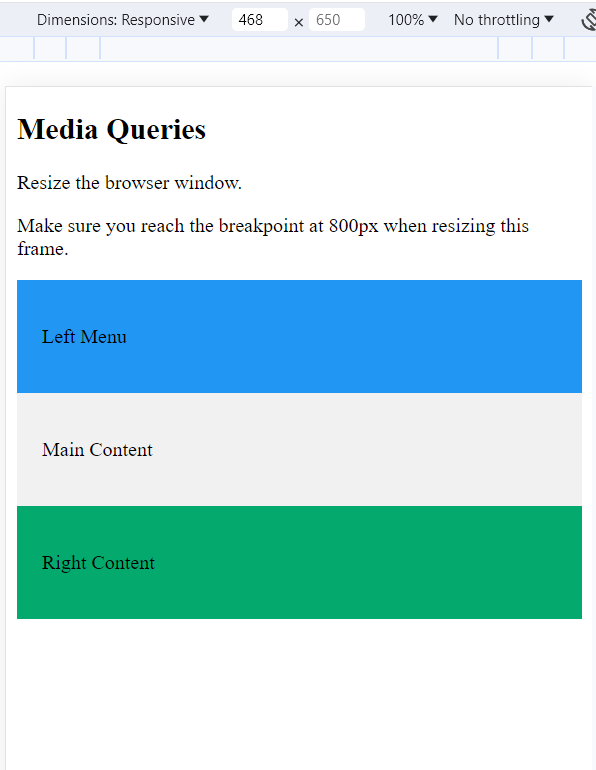 Dimensions: Responsive 468 × 650 100% No throttling
Media Queries
Resize the browser window.
Make sure you reach the breakpoint at 800px when resizing this
frame.
Left Menu
Main Content
Right Content